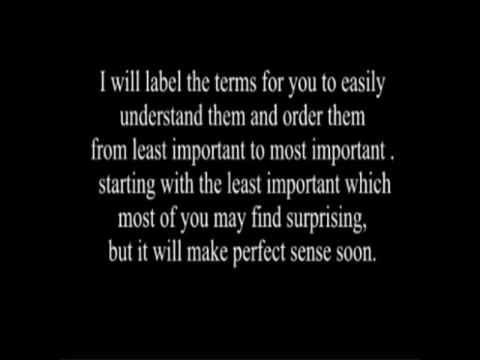 I will label the terms for you to easily
understand them and order them
from least important to most important .
starting with the least important which
most of you may find surprising,
but it will make perfect sense soon.